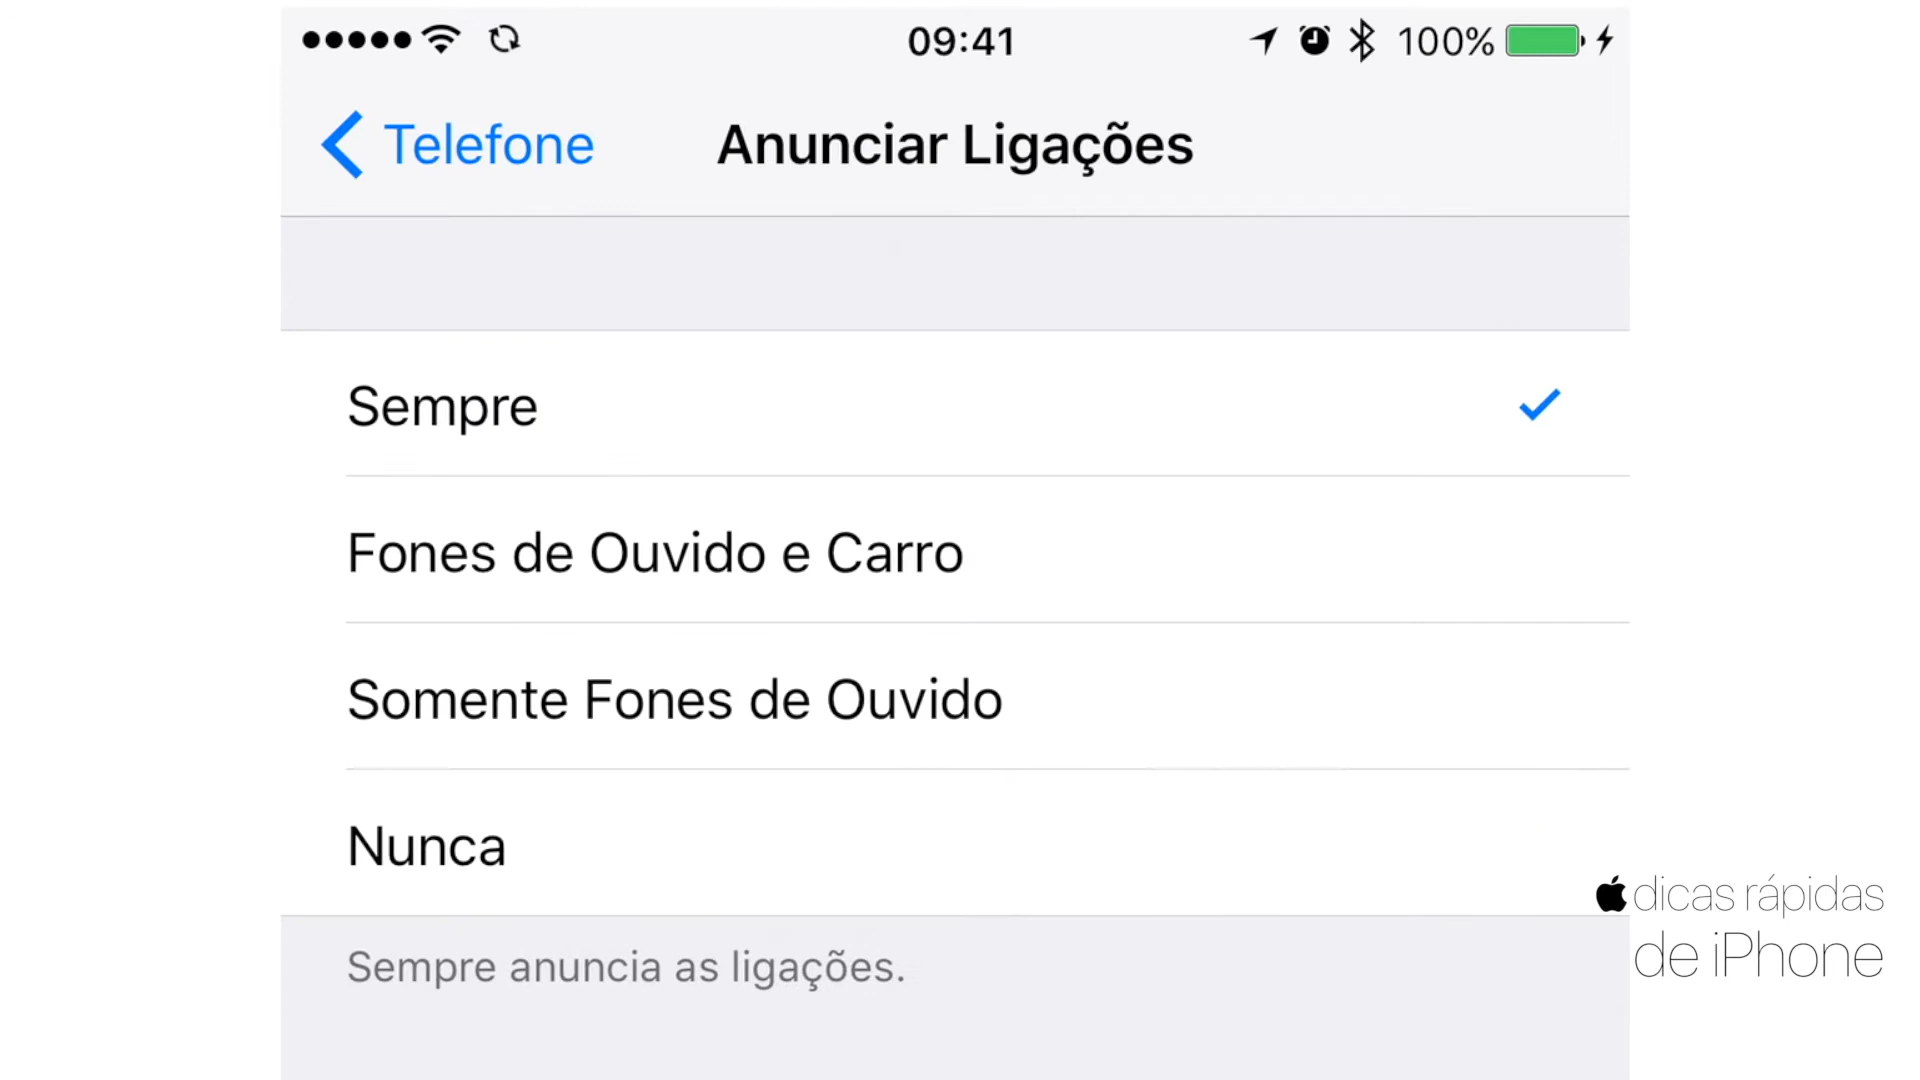 09:41
100%
Telefone
Anunciar Ligações
Sempre
Fones de Ouvido e Carro
Somente Fones de Ouvido
Nunca
Sempre anuncia as ligações.
dicas rápidas
de iPhone